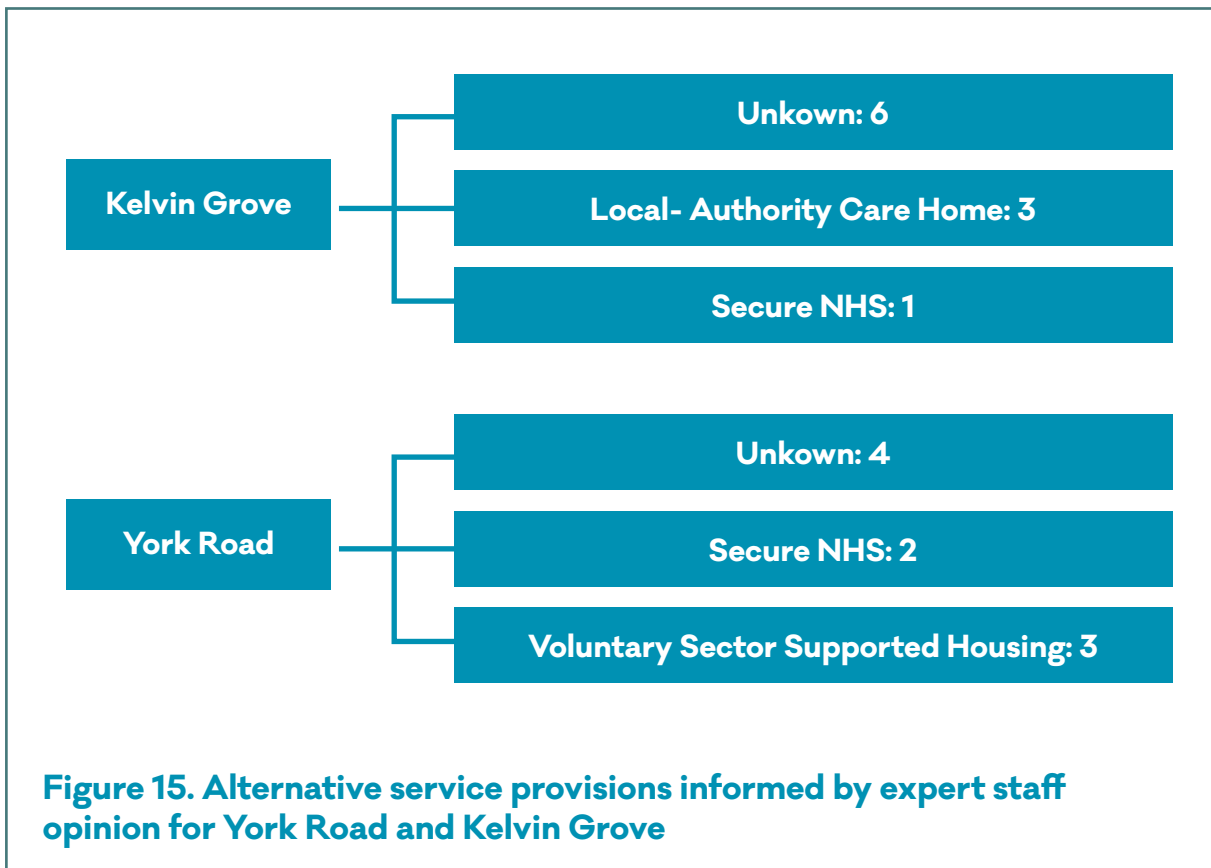 Kelvin Grove
Unkown: 6
Local- Authority Care Home: 3
Secure NHS: 1
York Road
Unkown: 4
Secure NHS: 2
Voluntary Sector Supported Housing: 3
Figure 15. Alternative service provisions informed by expert staff
opinion for York Road and Kelvin Grove